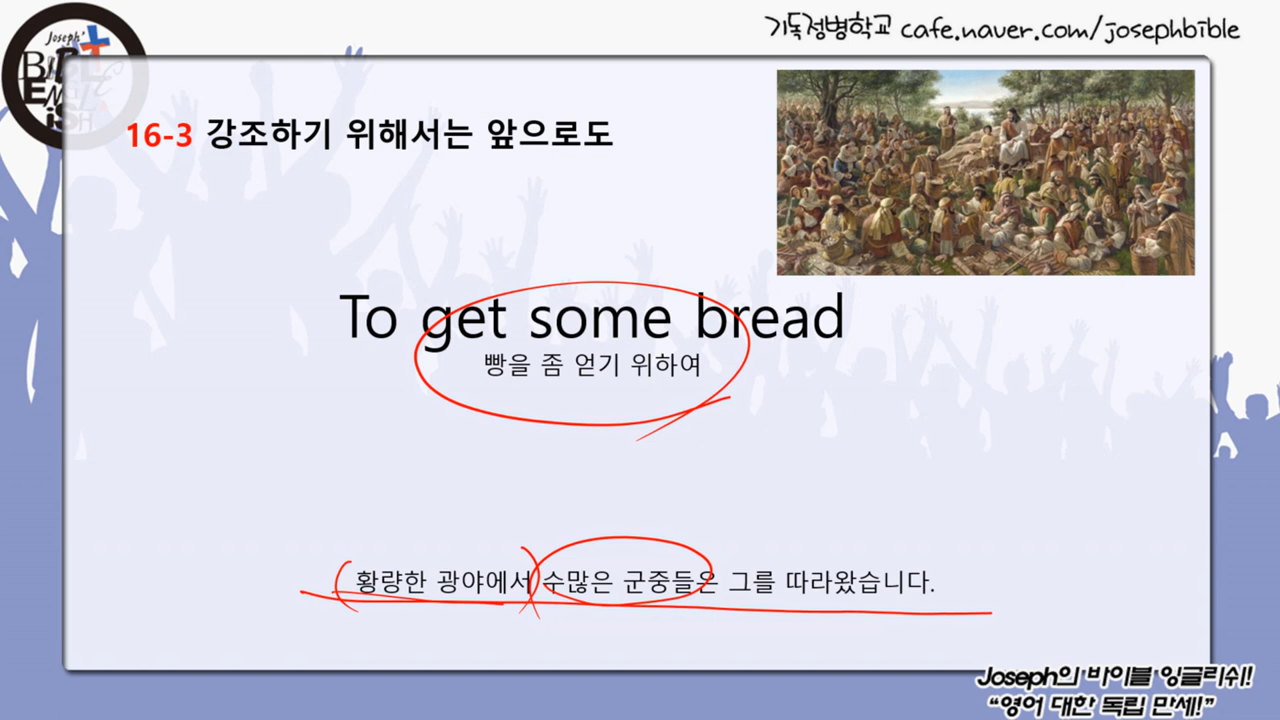 기독정병학교 cafe.naver.com/josephbible
Joseph's
BIBLE
ENGLISH
16-3 강조하기 위해서는 앞으로도
To get some bread
빵을 좀 얻기 위하여
황량한 광야에서 수많은 군중들은 그를 따라왔습니다.
Joseph의 바이블 잉글리쉬!
“영어 대한 독립 만세!”